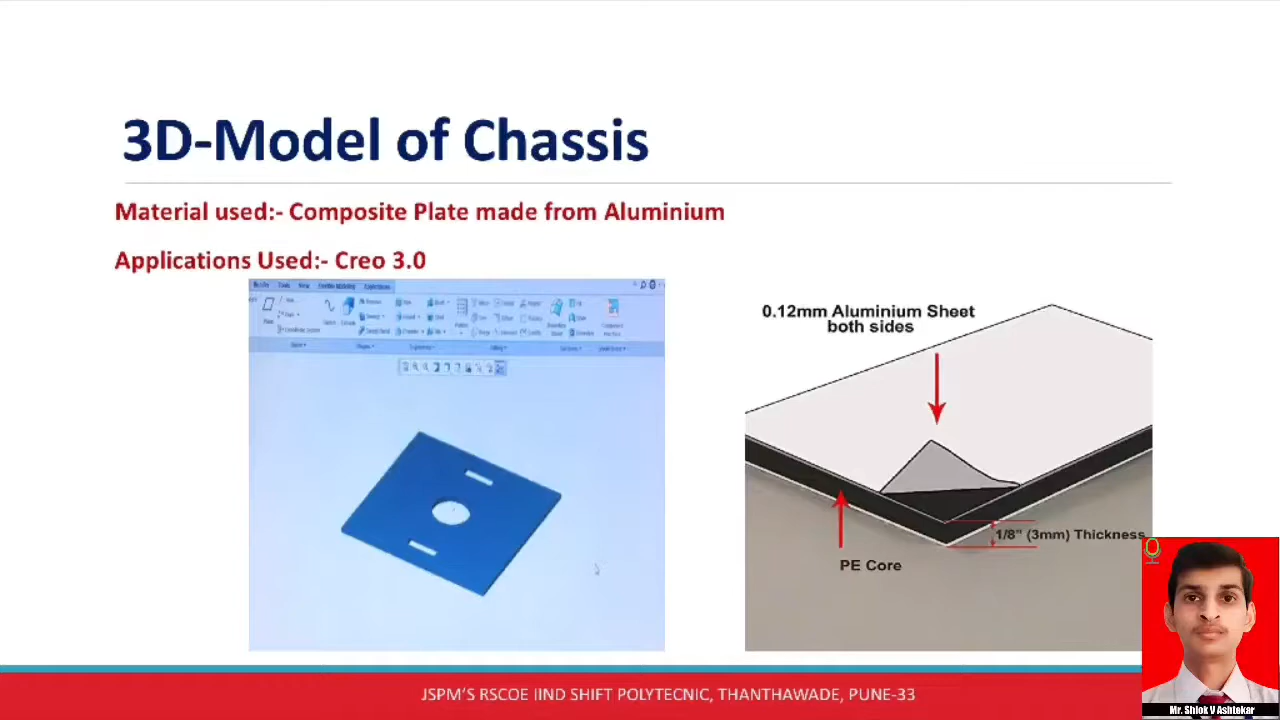 3D-Model of Chassis
Material used:- Composite Plate made from Aluminium
Applications Used:- Creo 3.0
0.12mm Aluminium Sheet
both sides
1/8" (3mm) Thickness
PE Core
JSPM'S RSCOE IIND SHIFT POLYTECNIC, THANTHAWADE, PUNE-33
Mr. Shlok V Ashtekar